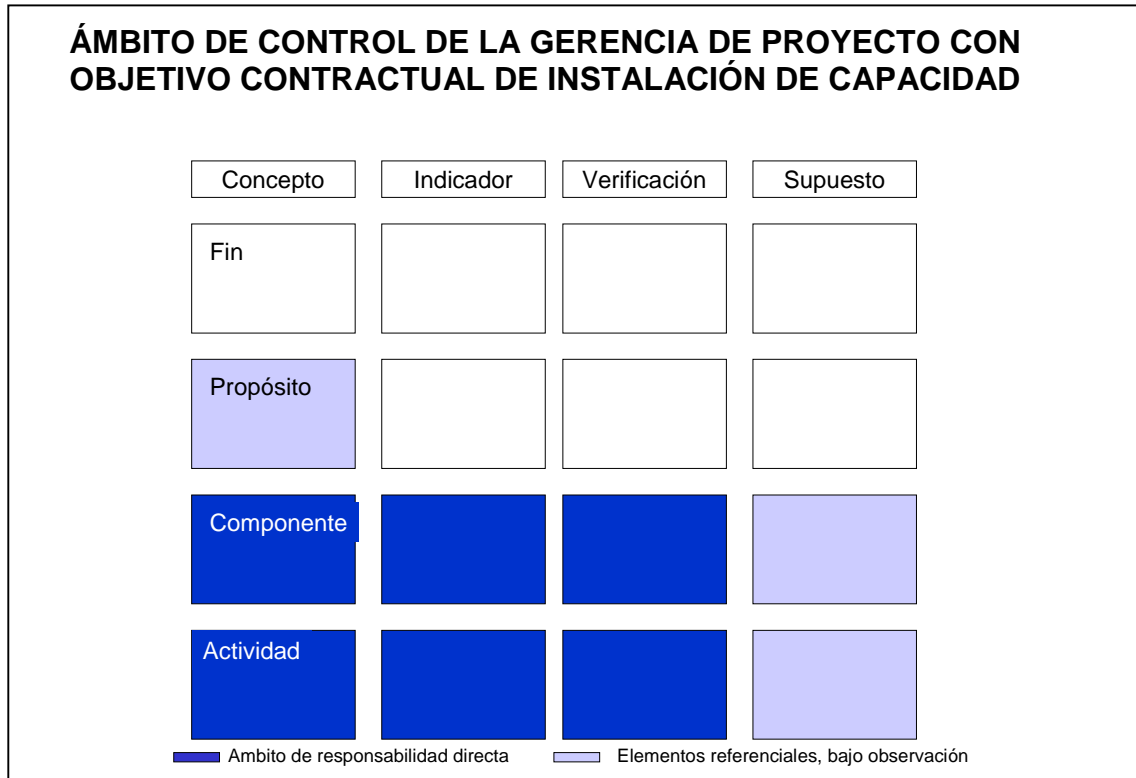 ÁMBITO DE CONTROL DE LA GERENCIA DE PROYECTO CON
OBJETIVO CONTRACTUAL DE INSTALACIÓN DE CAPACIDAD
Concepto Indicador Verificación Supuesto
Fin
Propósito
Componente
Actividad
Ambito de responsabilidad directa Elementos referenciales, bajo observación